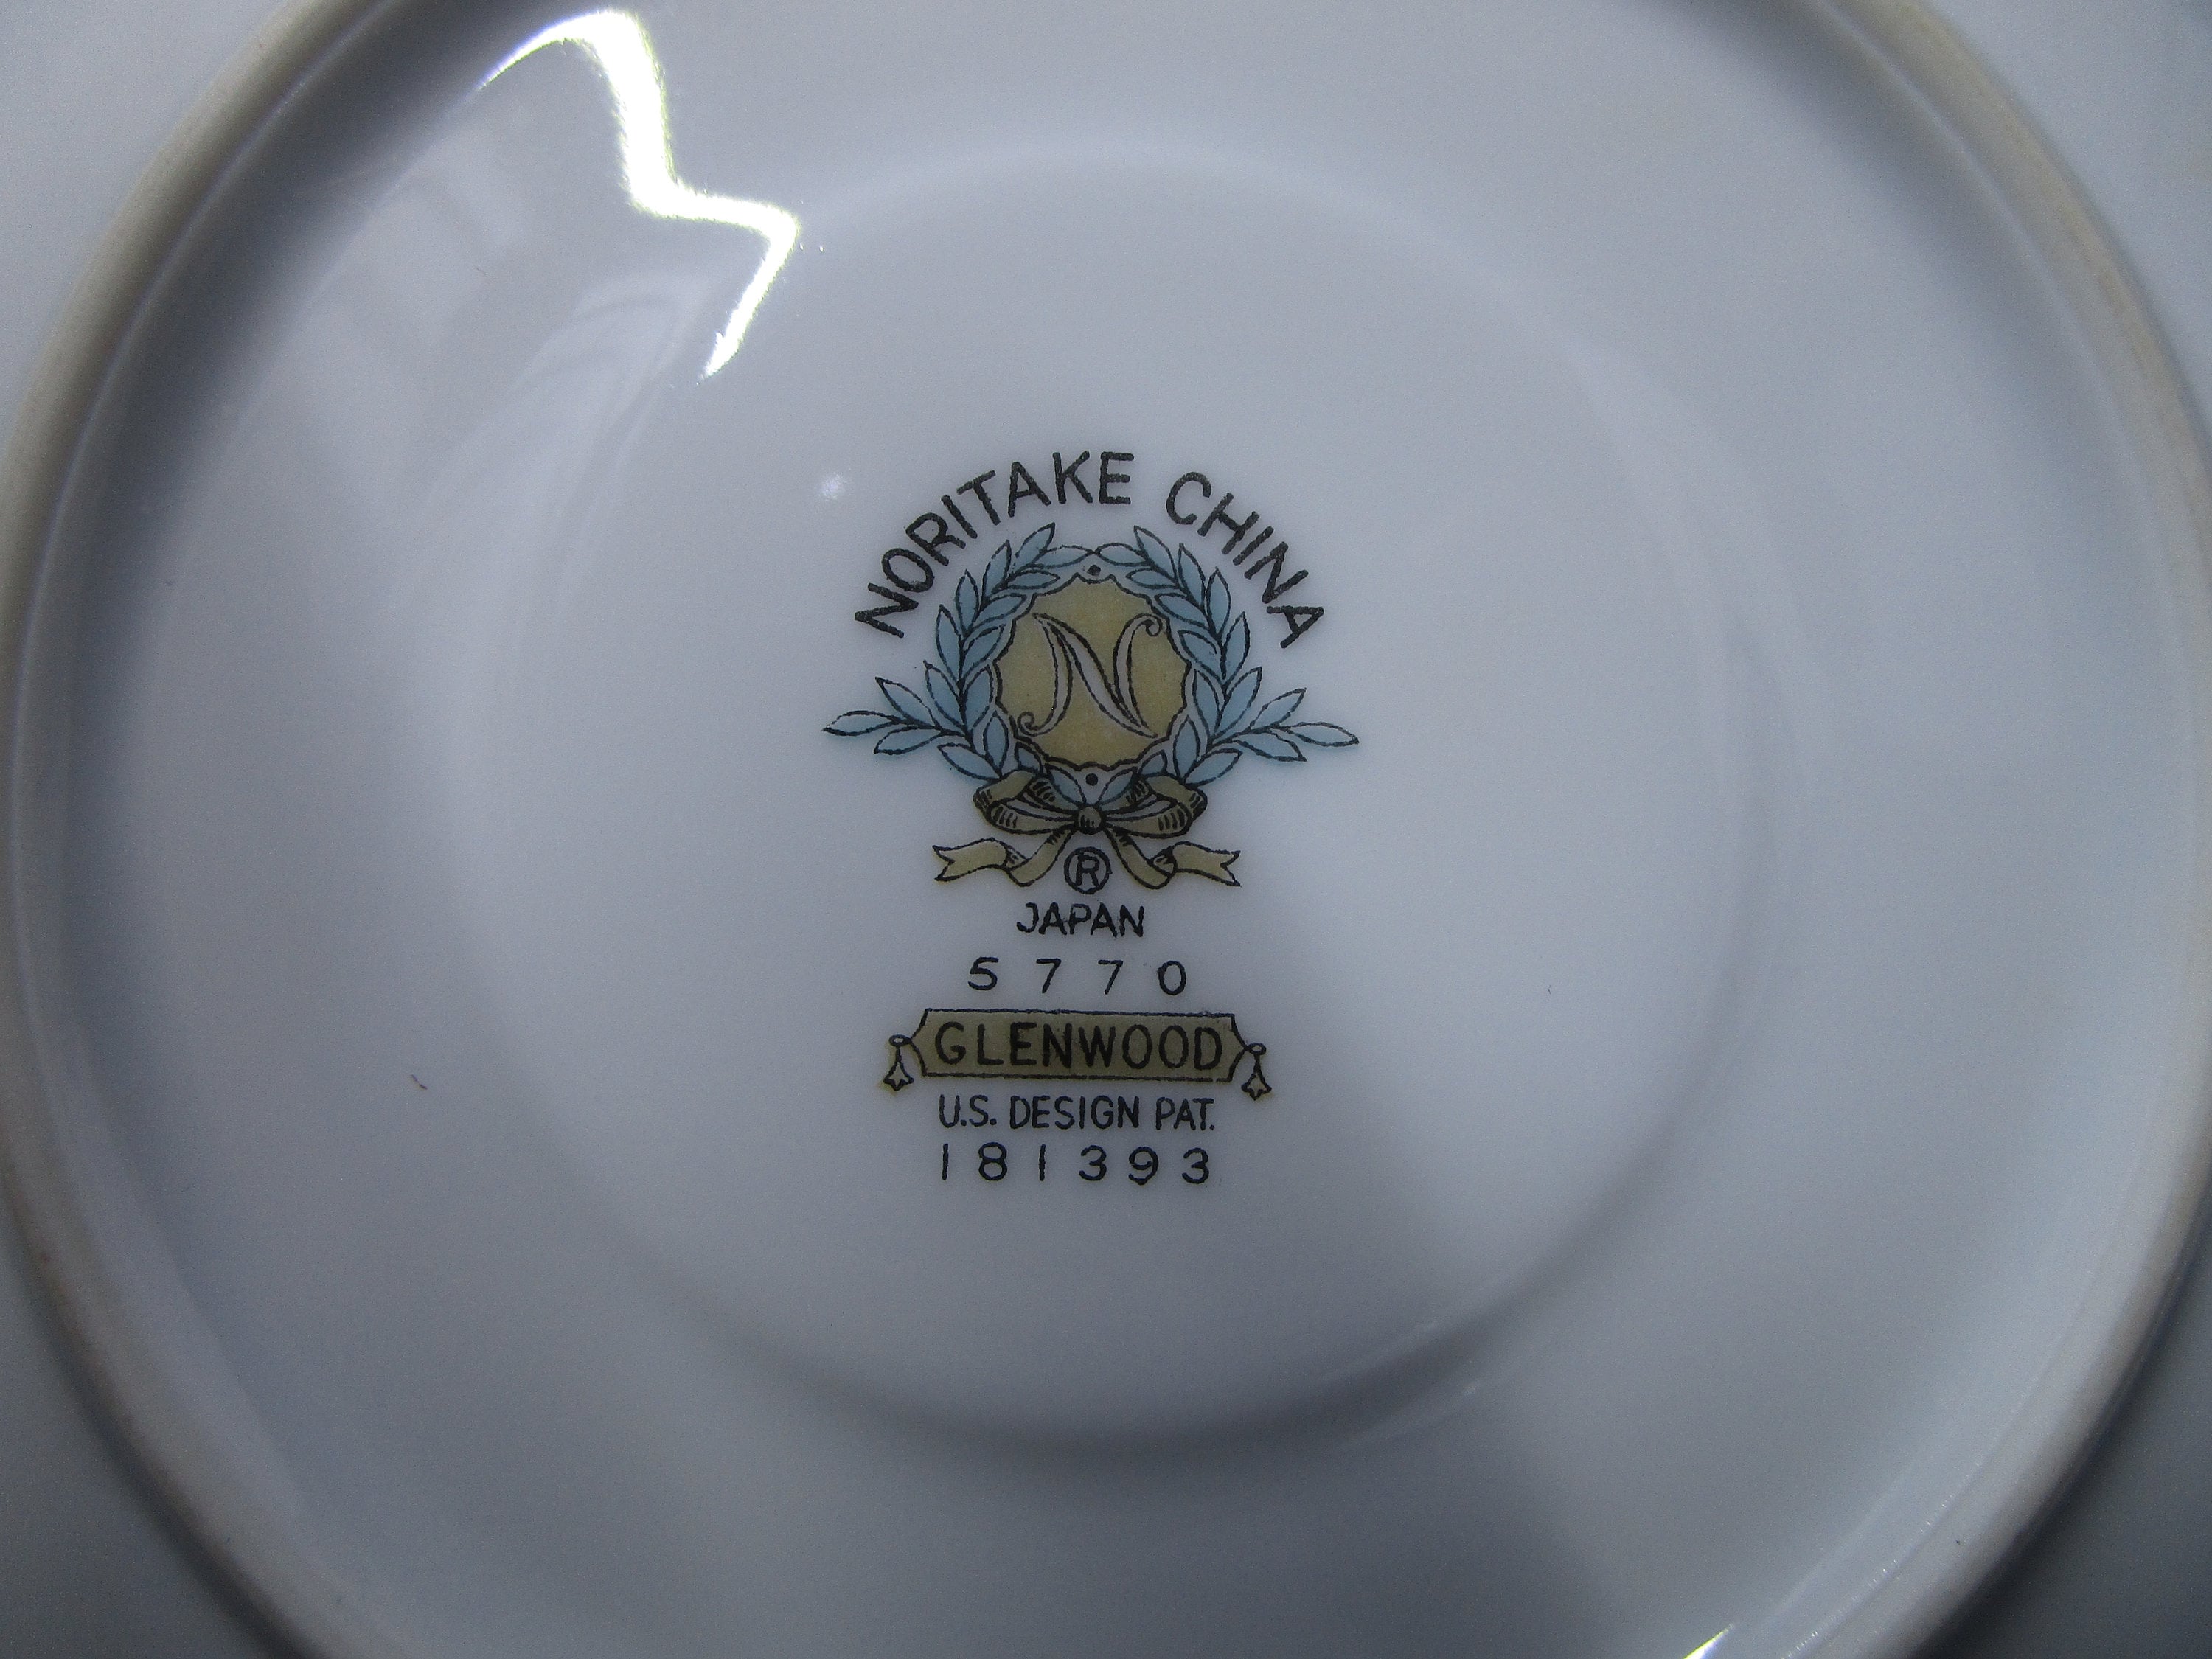 NORITAKE CHINA
N
®
JAPAN
5770
GLENWOOD
U.S. DESIGN PAT.
181393